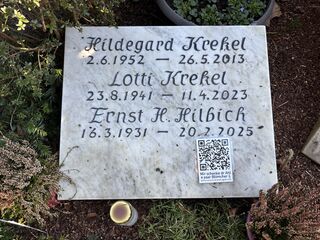 Hildegard Krekel
2.6.1952 — 26.5.2013
Lotti Krekel
23.8.1941 — 11.4.2023
Ernst H. Hilbich
16.3.1931 — 20.2.2025